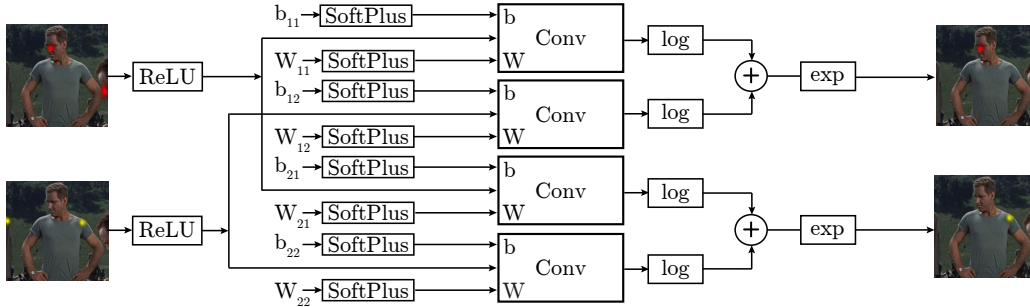 b₁₁ SoftPlus b
Conv
log
W₁₁ SoftPlus W
ReLU
+ exp
b₁₂ SoftPlus b
Conv
log
W₁₂ SoftPlus W
b₂₁ SoftPlus b
Conv
log
W₂₁ SoftPlus W
ReLU
+ exp
b₂₂ SoftPlus b
Conv
log
W₂₂ SoftPlus W